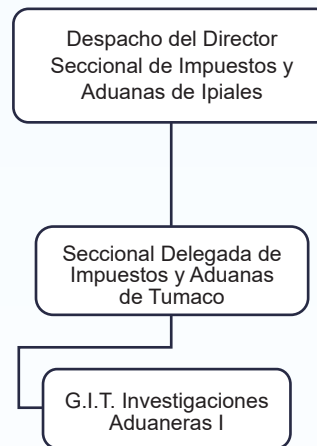 Despacho del Director
Seccional de Impuestos y
Aduanas de Ipiales
Seccional Delegada de
Impuestos y Aduanas
de Tumaco
G.I.T. Investigaciones
Aduaneras I